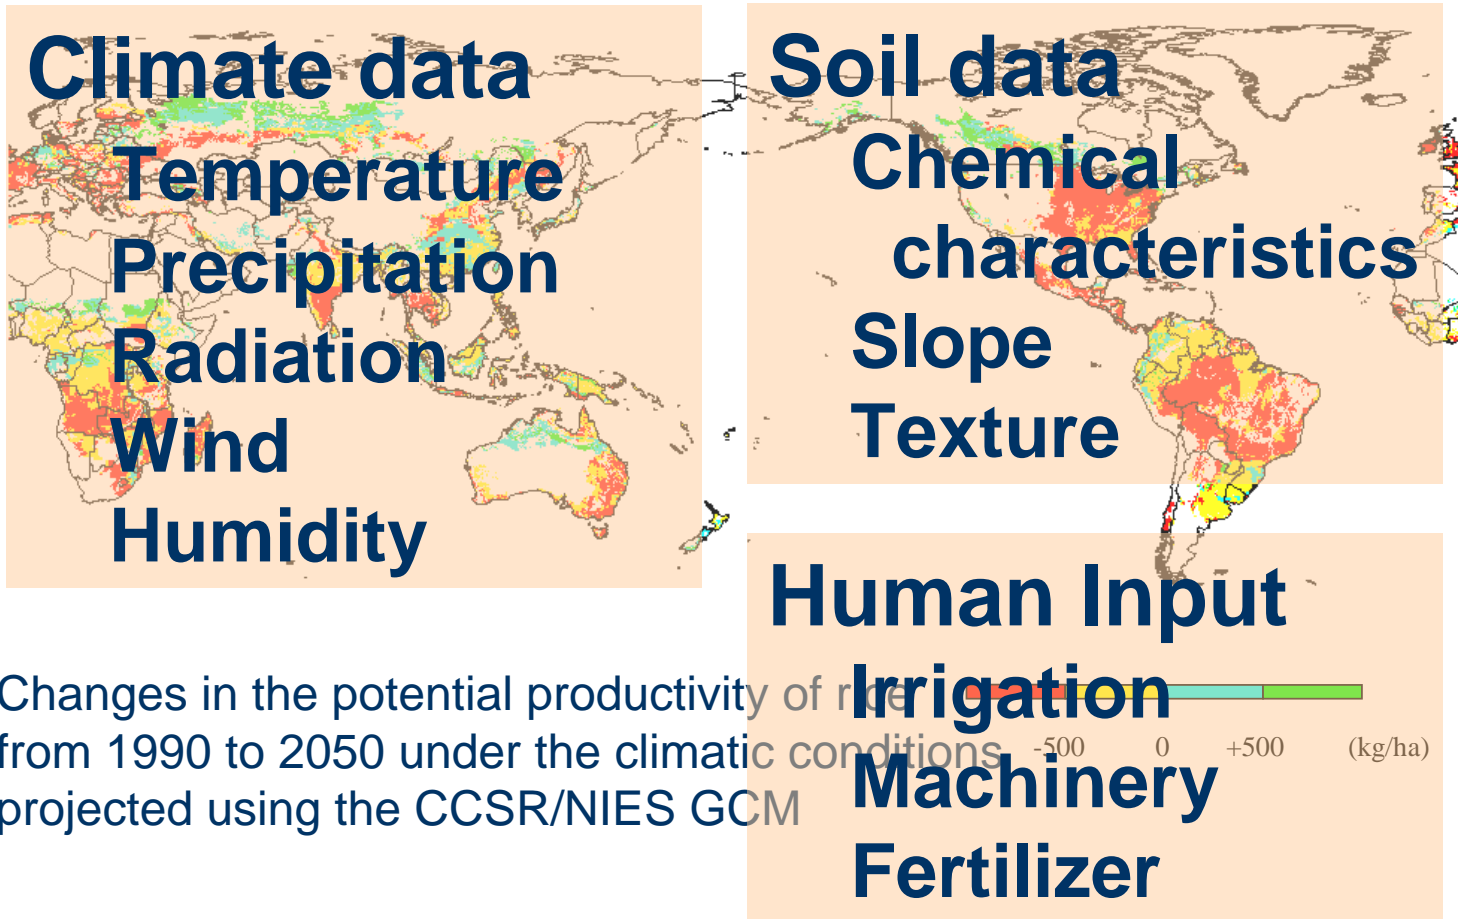 Climate data
Temperature
Precipitation
Radiation
Wind
Humidity
Soil data
Chemical
characteristics
Slope
Texture
Human Input
Irrigation
Machinery
Fertilizer
Changes in the potential productivity of rice
from 1990 to 2050 under the climatic conditions
projected using the CCSR/NIES GCM
-500 0 +500 (kg/ha)